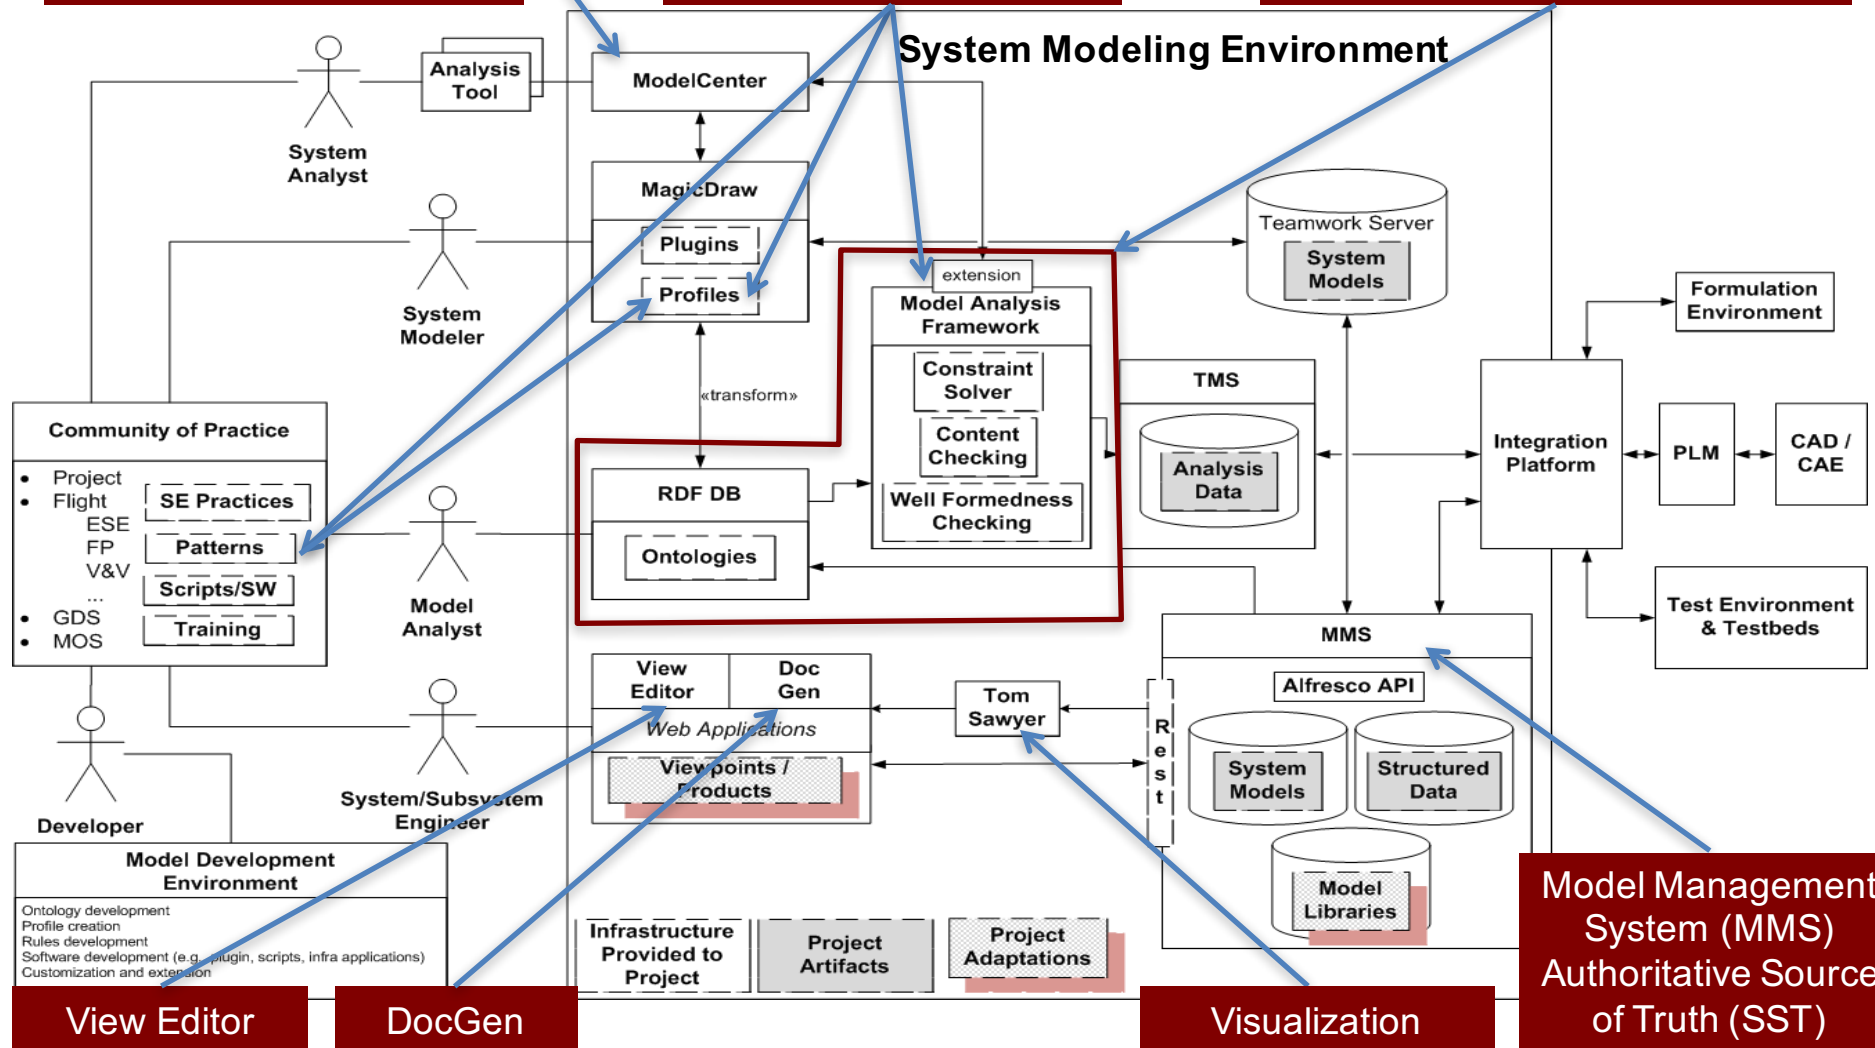 System Modeling Environment
Analysis
Tool
ModelCenter
System
Analyst
MagicDraw
Plugins
Profiles
Teamwork Server
System
Models
extension
Model Analysis
Framework
Constraint
Solver
Content
Checking
Well Formedness
Checking
System
Modeler
«transform»
TMS
Analysis
Data
Formulation
Environment
Integration
Platform
PLM
CAD /
CAE
Community of Practice
• Project
• Flight
ESE
FP
V&V
...
• GDS
• MOS
SE Practices
Patterns
Scripts/SW
Training
RDF DB
Ontologies
Model
Analyst
Test Environment
& Testbeds
MMS
Alfresco API
System
Models
Structured
Data
Model
Libraries
Rest
View
Editor
Doc
Gen
Web Applications
Viewpoints /
Products
Tom
Sawyer
System/Subsystem
Engineer
Developer
Model Development
Environment
Ontology development
Profile creation
Rules development
Software development (e.g., plugin, scripts, infra applications)
Customization and extension
Infrastructure
Provided to
Project
Project
Artifacts
Project
Adaptations
View Editor
DocGen
Visualization
Model Management
System (MMS)
Authoritative Source
of Truth (SST)